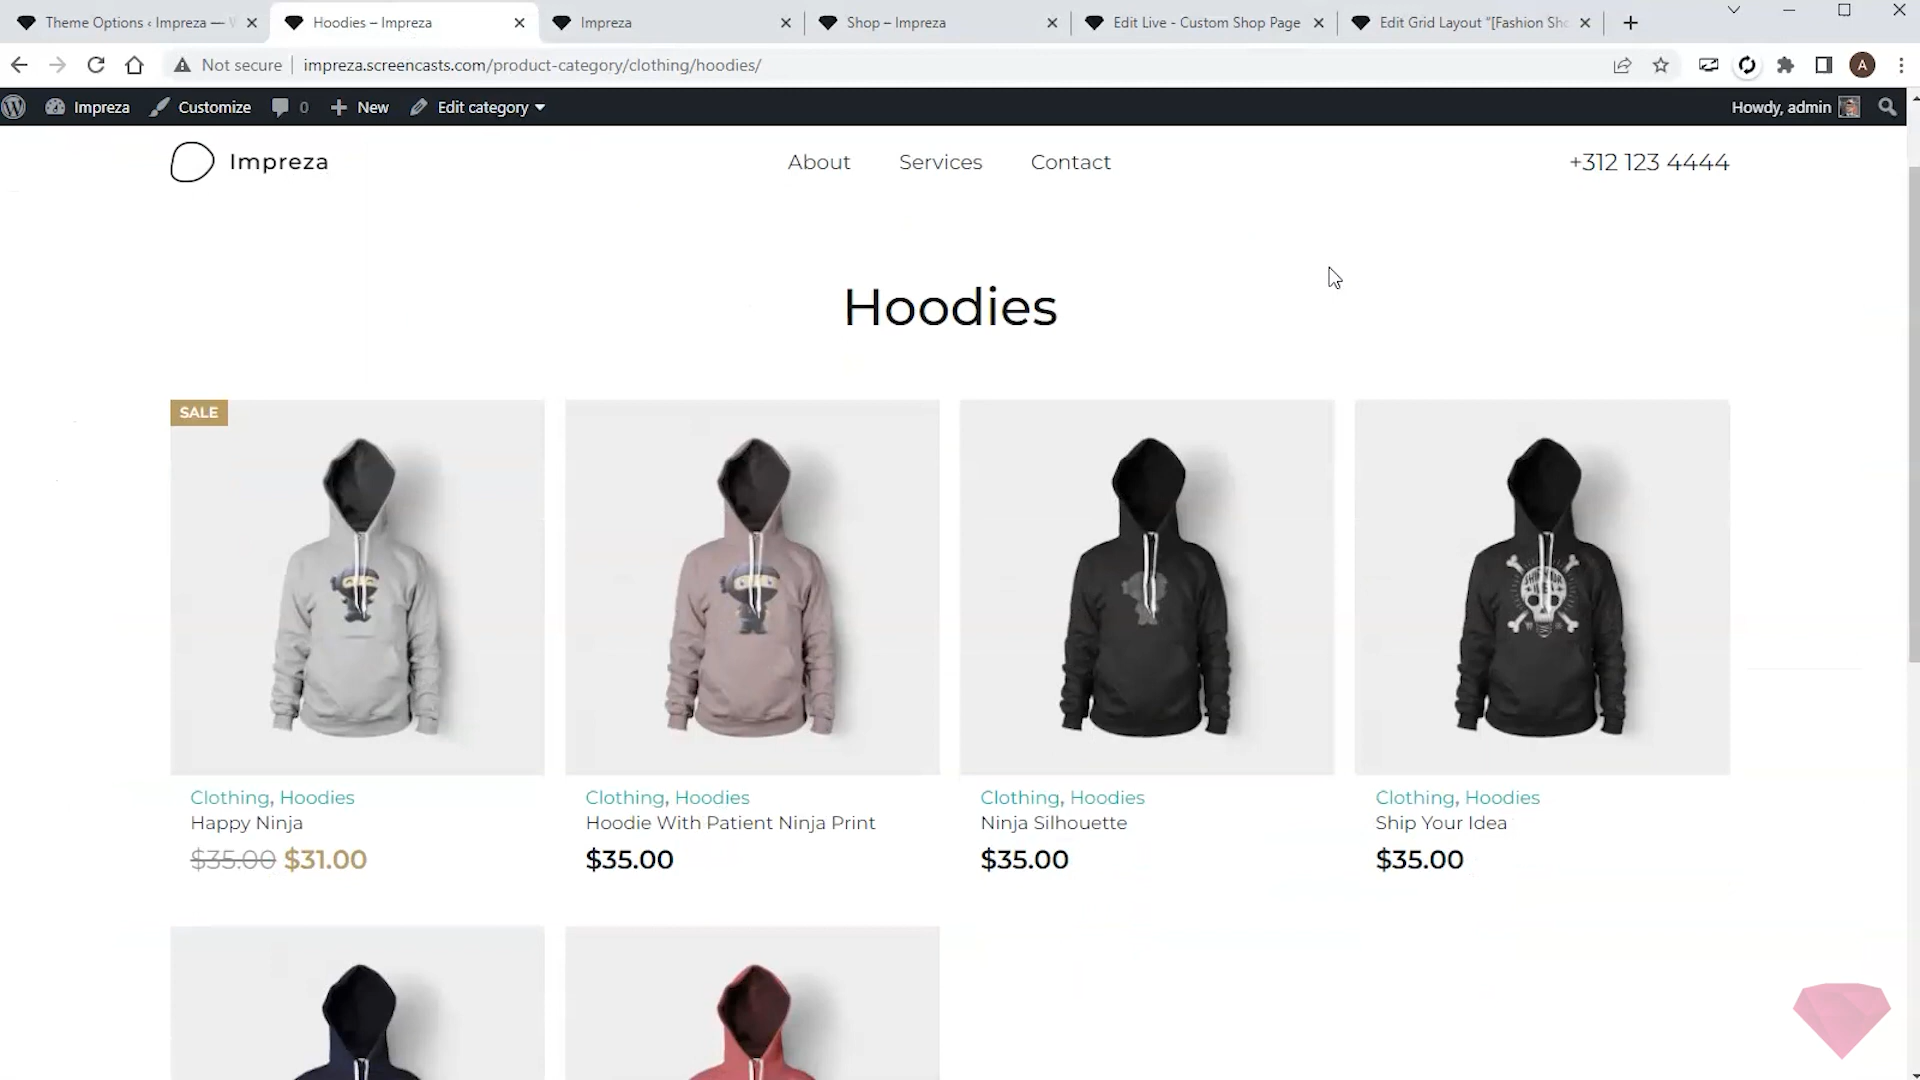 Theme Options ‹ Impreza —
Hoodies – Impreza
Impreza
Shop – Impreza
Edit Live - Custom Shop Page
Edit Grid Layout "[Fashion Sh
Not secure
impreza.screencasts.com/product-category/clothing/hoodies/
A
Impreza
Customize
0
New
Edit category
Howdy, admin
Impreza
About
Services
Contact
+312 123 4444
Hoodies
SALE
SHIP YOUR
IDEA
Clothing, Hoodies
Clothing, Hoodies
Clothing, Hoodies
Clothing, Hoodies
Happy Ninja
Hoodie With Patient Ninja Print
Ninja Silhouette
Ship Your Idea
$35.00 $31.00
$35.00
$35.00
$35.00